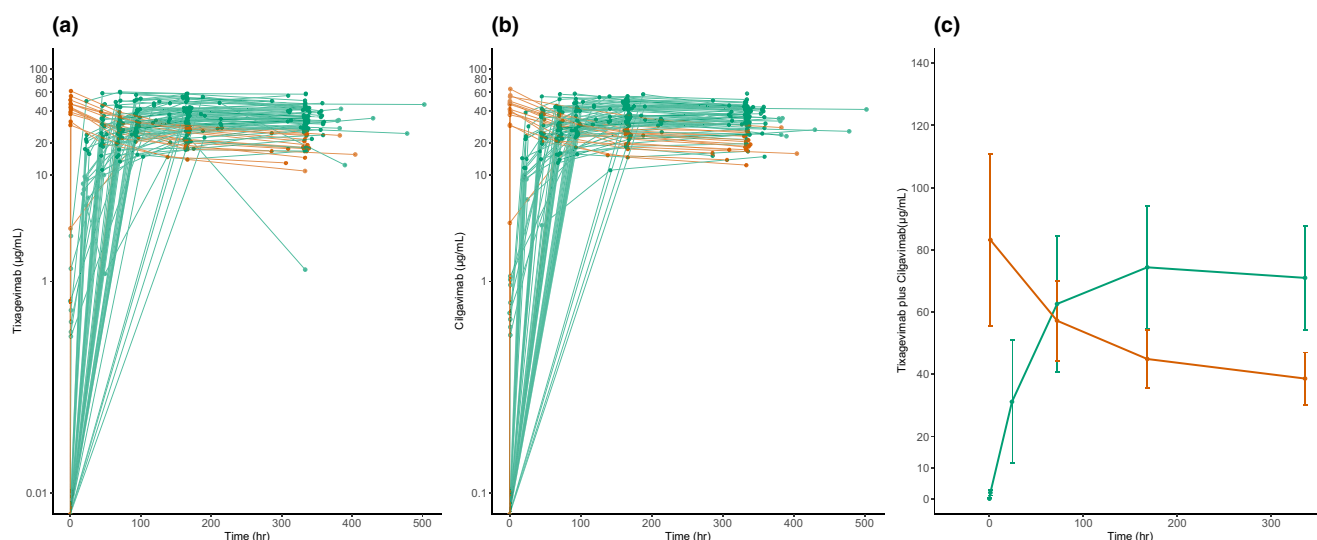 (a)
Tixagevimab (µg/mL)
100
80
60
40
20
10
1
0.01
0 100 200 300 400 500
Time (hr)
(b)
Cilgavimab (µg/mL)
100
80
60
40
20
10
1
0.1
0 100 200 300 400 500
Time (hr)
(c)
Tixagevimab plus Cilgavimab(µg/mL)
140
120
100
80
60
40
20
10
0
0 100 200 300
Time (hr)